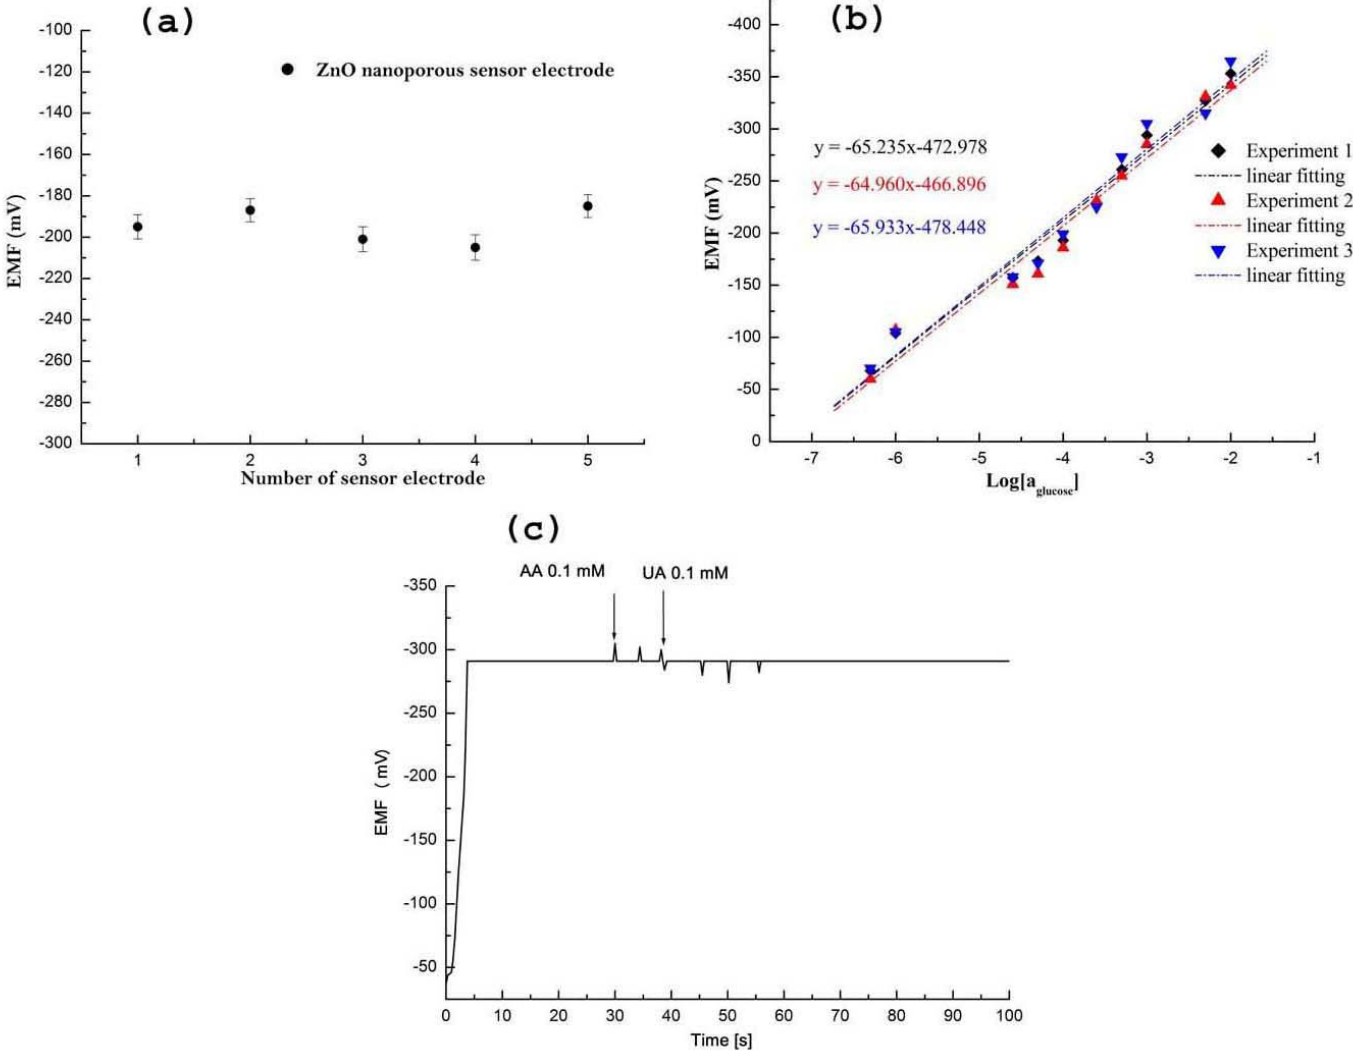 (a)
-100
-120
-140
-160
-180
-200
-220
-240
-260
-280
-300
EMF (mV)
ZnO nanoporous sensor electrode
1 2 3 4 5
Number of sensor electrode
(b)
-400
-350
-300
-250
-200
-150
-100
-50
0
EMF (mV)
y = -65.235x-472.978
y = -64.960x-466.896
y = -65.933x-478.448
Experiment 1
linear fitting
Experiment 2
linear fitting
Experiment 3
linear fitting
-7 -6 -5 -4 -3 -2 -1
Log[a glucose]
(c)
AA 0.1 mM UA 0.1 mM
-350
-300
-250
-200
-150
-100
-50
EMF ( mV)
0 10 20 30 40 50 60 70 80 90 100
Time [s]